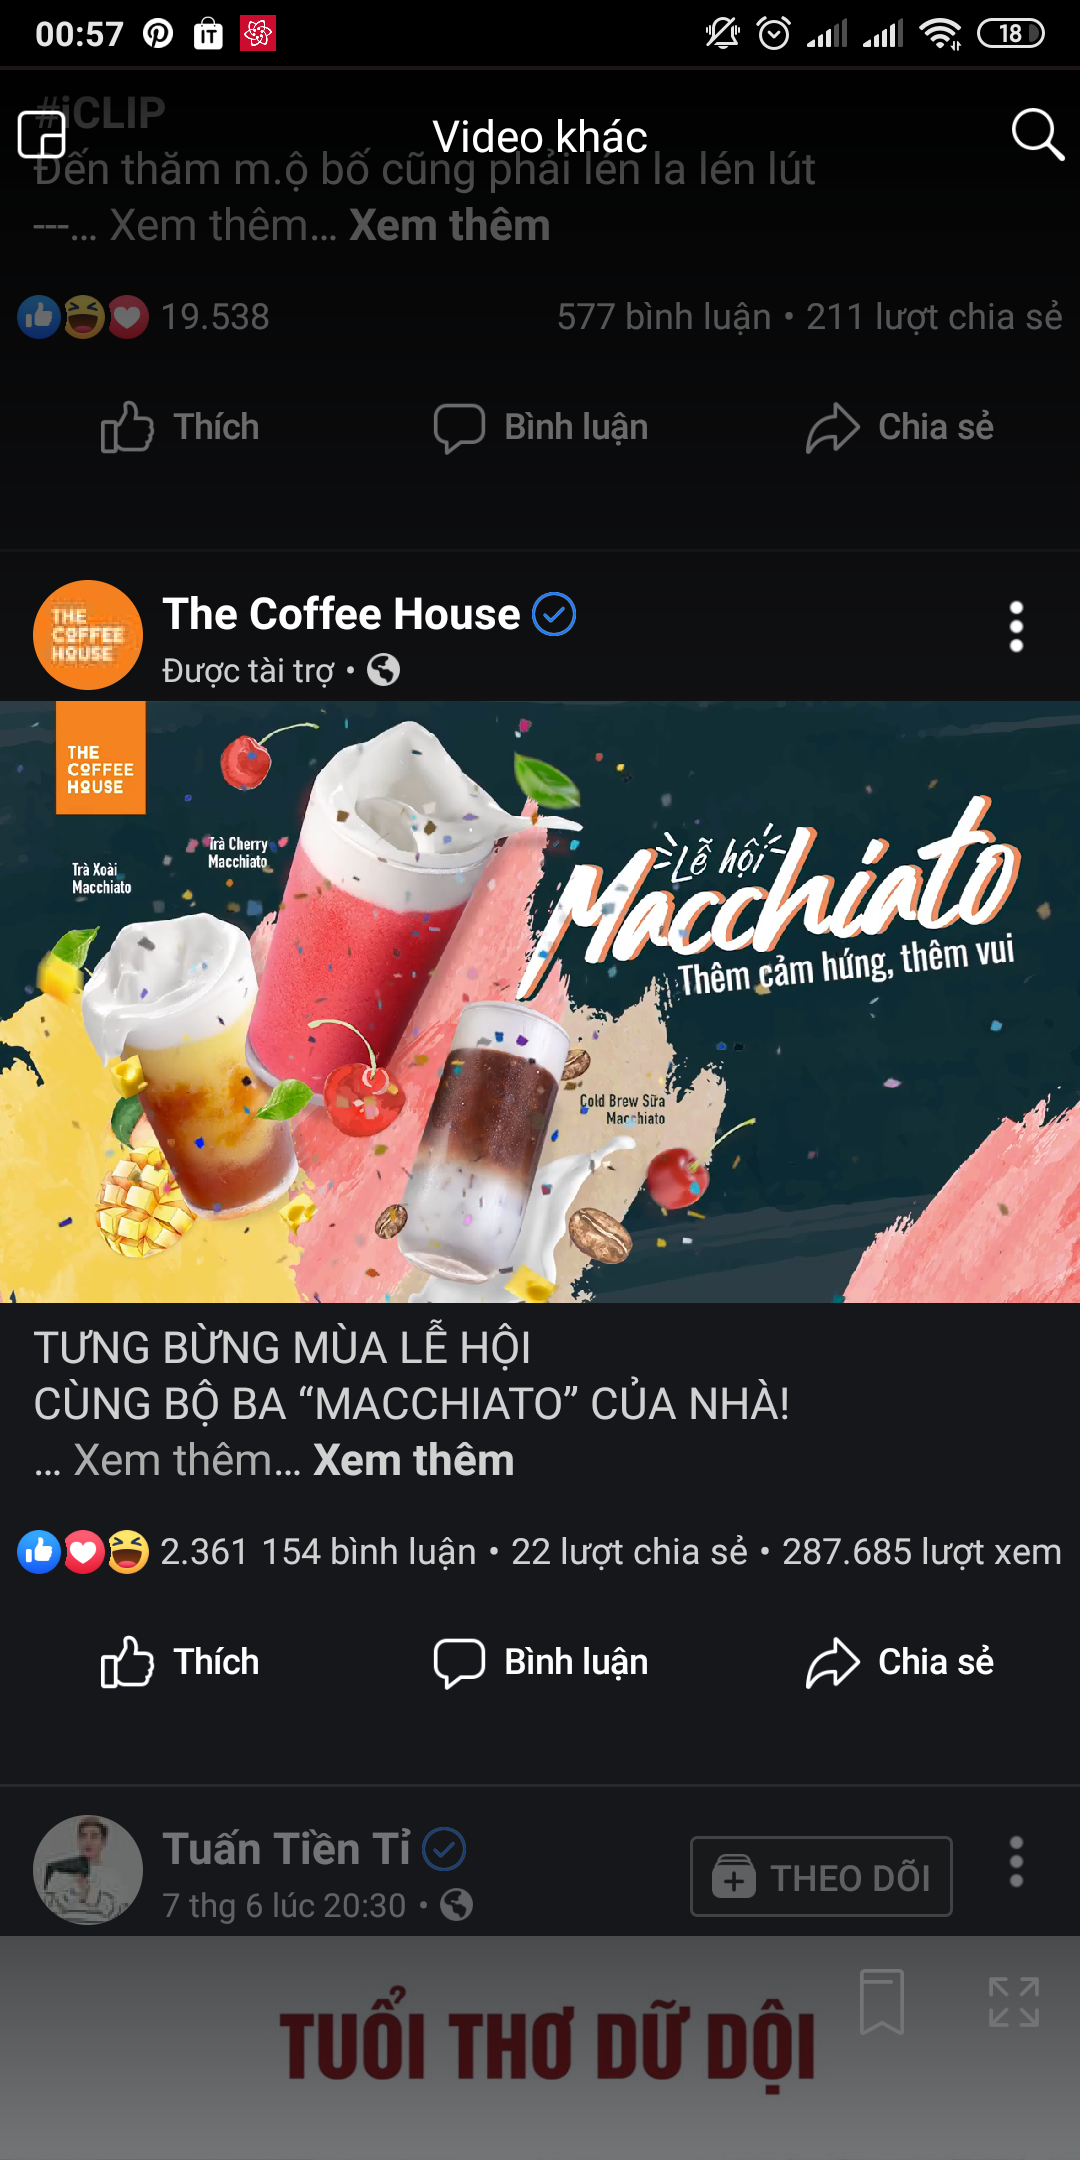 00:57
IT
18
#iCLIP
Video khác
Đến thăm m.ộ bố cũng phải lén la lén lút
---... Xem thêm... Xem thêm
19.538
577 bình luận • 211 lượt chia sẻ
Thích
Bình luận
Chia sẻ
THE
COFFEE
HOUSE
The Coffee House
Được tài trợ •
THE
COFFEE
HOUSE
Trà Cherry
Macchiato
Trà Xoài
Macchiato
Lễ hội
Macchiato
Thêm cảm hứng, thêm vui
Cold Brew Sữa
Macchiato
TƯNG BỪNG MÙA LỄ HỘI
CÙNG BỘ BA “MACCHIATO” CỦA NHÀ!
... Xem thêm... Xem thêm
2.361 154 bình luận • 22 lượt chia sẻ • 287.685 lượt xem
Thích
Bình luận
Chia sẻ
Tuấn Tiền Tỉ
7 thg 6 lúc 20:30 •
THEO DÕI
TUỔI THƠ DỮ DỘI